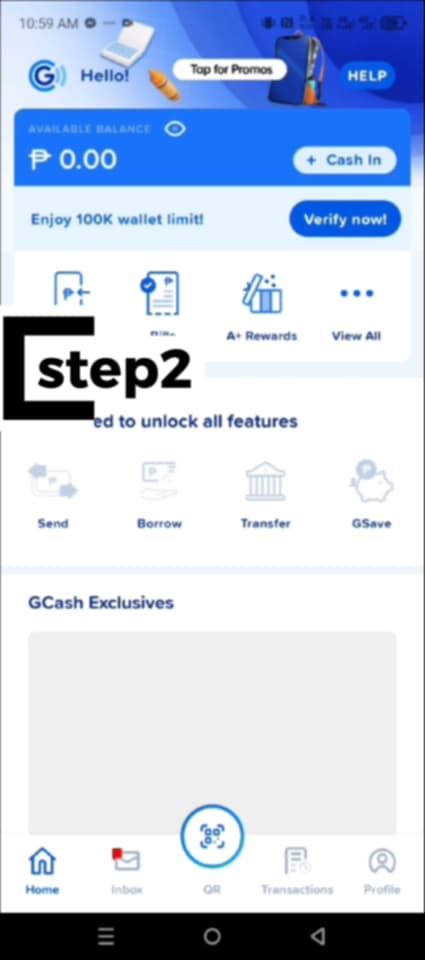 10:59 AM
Hello!
Tap for Promos
HELP
AVAILABLE BALANCE
₱ 0.00
+ Cash In
Enjoy 100K wallet limit!
Verify now!
A+ Rewards
View All
step2
ed to unlock all features
Send
Borrow
Transfer
GSave
GCash Exclusives
Home
Inbox
QR
Transactions
Profile